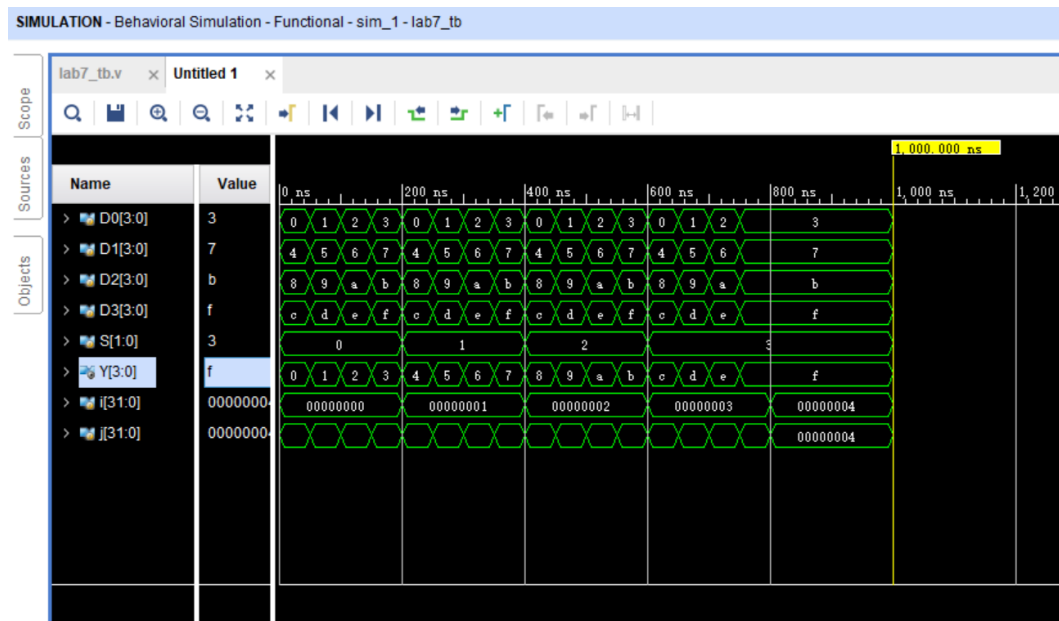 SIMULATION - Behavioral Simulation - Functional - sim_1 - lab7_tb
Scope
Sources
Objects
lab7_tb.v × Untitled 1 ×
1,000.000 ns
Name Value
0 ns 200 ns 400 ns 600 ns 800 ns 1,000 ns 1,200
D0[3:0] 3 0 1 2 3 0 1 2 3 0 1 2 3 0 1 2 3
D1[3:0] 7 4 5 6 7 4 5 6 7 4 5 6 7 4 5 6 7
D2[3:0] b 8 9 a b 8 9 a b 8 9 a b 8 9 a b
D3[3:0] f c d e f c d e f c d e f c d e f
S[1:0] 3 0 1 2 3
Y[3:0] f 0 1 2 3 4 5 6 7 8 9 a b c d e f
i[31:0] 00000004 00000000 00000001 00000002 00000003 00000004
j[31:0] 00000004 00000004